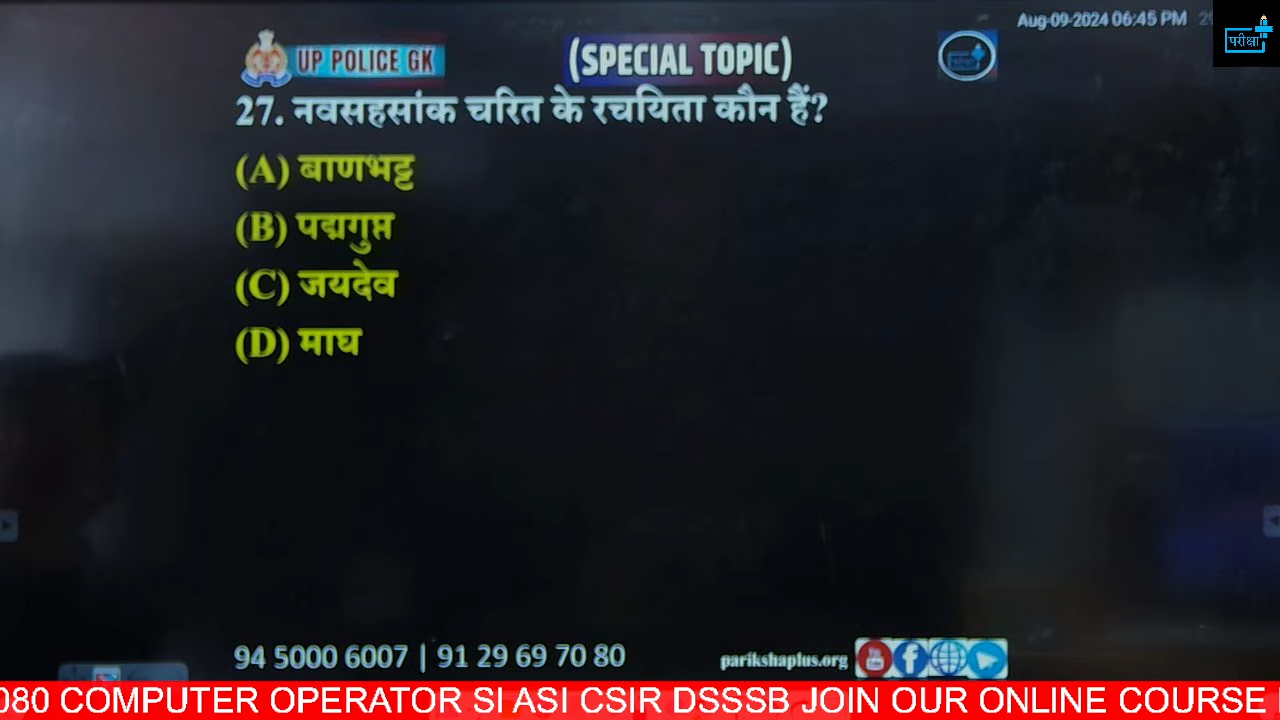 Aug-09-2024 06:45 PM
परीक्षा
UP POLICE GK
(SPECIAL TOPIC)
27. नवसहसांक चरित के रचयिता कौन हैं?
(A) बाणभट्ट
(B) पद्मगुप्त
(C) जयदेव
(D) माघ
94 5000 6007 | 91 29 69 70 80
parikshaplus.org
080 COMPUTER OPERATOR SI ASI CSIR DSSSB JOIN OUR ONLINE COURSE